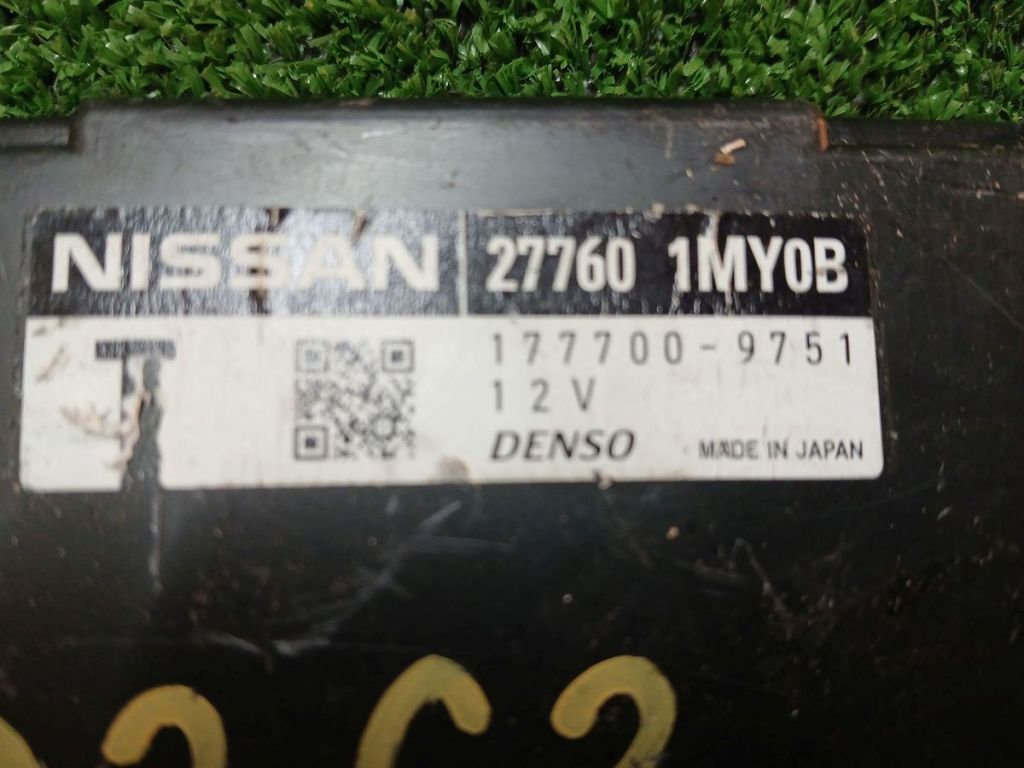 NISSAN 27760 1MY0B
T
177700-9751
12V
DENSO MADE IN JAPAN